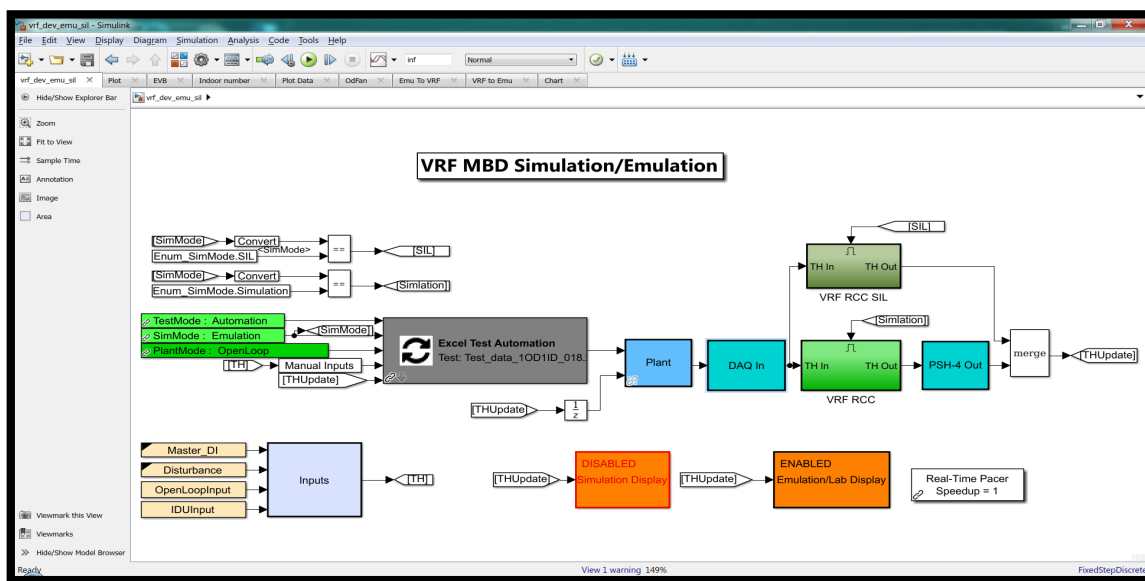 vrf_dev_emu_sil - Simulink
File Edit View Display Diagram Simulation Analysis Code Tools Help
inf Normal
vrf_dev_emu_sil Plot EVB Indoor number Plot Data OdFan Emu To VRF VRF to Emu Chart
Hide/Show Explorer Bar
vrf_dev_emu_sil
Zoom
Fit to View
Sample Time
Annotation
Image
Area
VRF MBD Simulation/Emulation
[SimMode] Convert
<SimMode>
Enum_SimMode.SIL
==
[SIL]
[SimMode] Convert
Enum_SimMode.Simulation
==
[Simlation]
TestMode : Automation
SimMode : Emulation
[SimMode]
PlantMode : OpenLoop
[TH] Manual Inputs
[THUpdate]
Excel Test Automation
Test: Test_data_1OD1ID_018..
[THUpdate]
1
z
Plant
DAQ In
[SIL]
TH In TH Out
VRF RCC SIL
[Simlation]
TH In TH Out
VRF RCC
PSH-4 Out
merge
[THUpdate]
Master_DI
Disturbance
OpenLoopInput
IDUInput
Inputs
[TH]
[THUpdate]
DISABLED
Simulation Display
[THUpdate]
ENABLED
Emulation/Lab Display
Real-Time Pacer
Speedup = 1
Viewmark this View
Viewmarks
Hide/Show Model Browser
Ready
View 1 warning 149%
FixedStepDiscrete